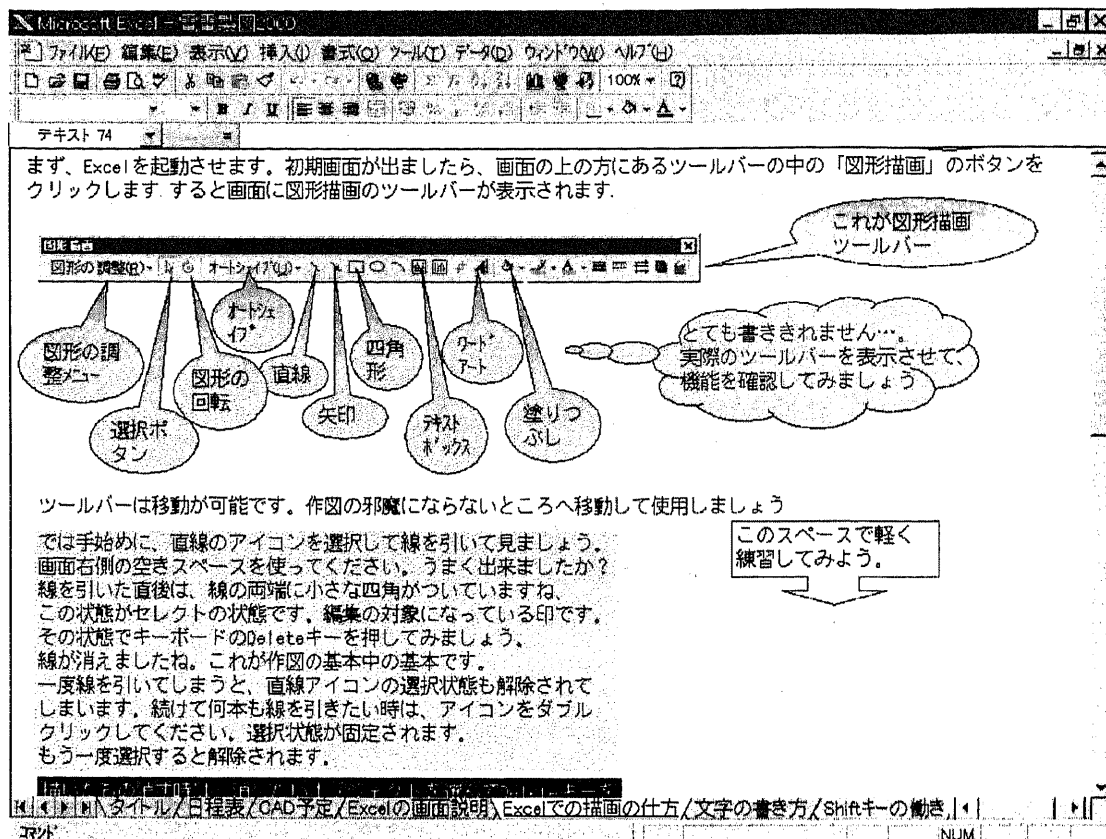 Microsoft Excel - 電電製図2000
ファイル(F) 編集(E) 表示(V) 挿入(I) 書式(O) ツール(T) データ(D) ウィンドウ(W) ヘルプ(H)
100%
B I U
テキスト 74
まず、Excelを起動させます。初期画面が出ましたら、画面の上の方にあるツールバーの中の「図形描画」のボタンを
クリックします.すると画面に図形描画のツールバーが表示されます.
これが図形描画
ツールバー
図形描画
図形の調整(R)
オートシェイプ(U)
オートシェ
イプ
図形の調
整メニュー
図形の
回転
直線
四角
形
ワード
アート
とても書ききれません…。
実際のツールバーを表示させて、
機能を確認してみましょう
選択ボ
タン
矢印
テキスト
ボックス
塗りつ
ぶし
ツールバーは移動が可能です。作図の邪魔にならないところへ移動して使用しましょう
では手始めに、直線のアイコンを選択して線を引いて見ましょう。
画面右側の空きスペースを使ってください。うまく出来ましたか?
線を引いた直後は、線の両端に小さな四角がついていますね、
この状態がセレクトの状態です。編集の対象になっている印です。
その状態でキーボードのDeleteキーを押してみましょう。
線が消えましたね。これが作図の基本中の基本です。
一度線を引いてしまうと、直線アイコンの選択状態も解除されて
しまいます。続けて何本も線を引きたい時は、アイコンをダブル
クリックしてください。選択状態が固定されます。
もう一度選択すると解除されます。
このスペースで軽く
練習してみよう。
タイトル/日程表/CAD予定/Excelの画面説明\Excelでの描画の仕方/文字の書き方/Shiftキーの働き
コマンド
NUM